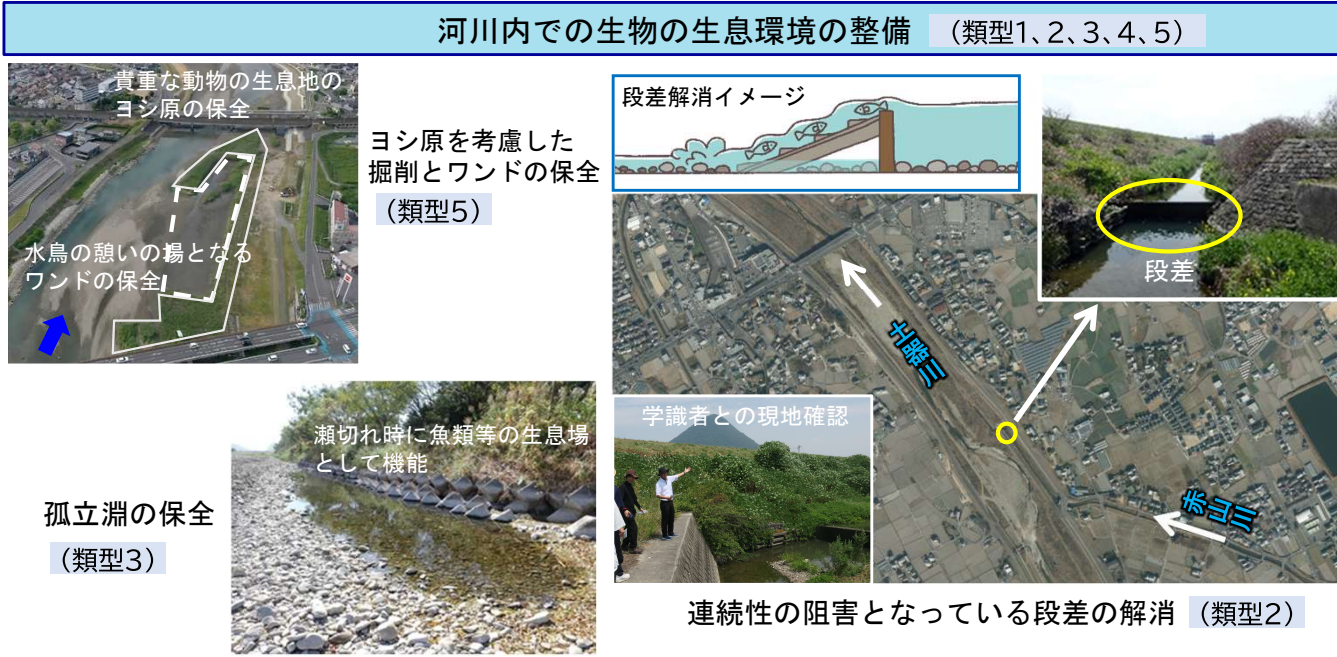 河川内での生物の生息環境の整備 （類型1、2、3、4、5）
貴重な動物の生息地の
ヨシ原の保全
水鳥の憩いの場となる
ワンドの保全
ヨシ原を考慮した
掘削とワンドの保全
（類型5）
段差解消イメージ
段差
土器川
赤山川
学識者との現地確認
連続性の阻害となっている段差の解消 （類型2）
瀬切れ時に魚類等の生息場
として機能
孤立淵の保全
（類型3）